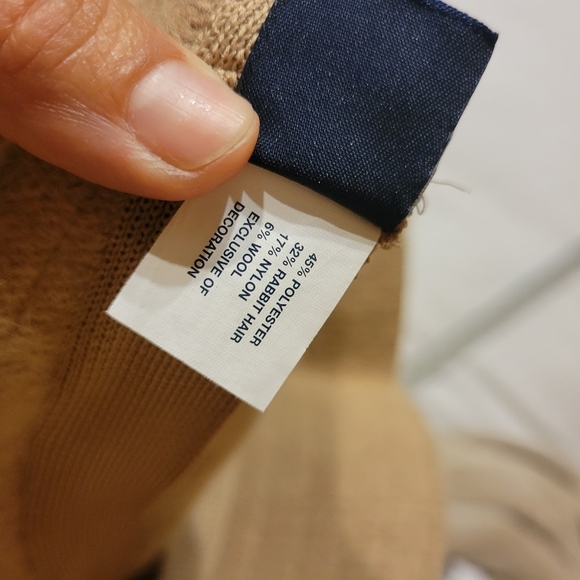 45% POLYESTER
32% RABBIT HAIR
17% NYLON
6% WOOL
EXCLUSIVE OF
DECORATION